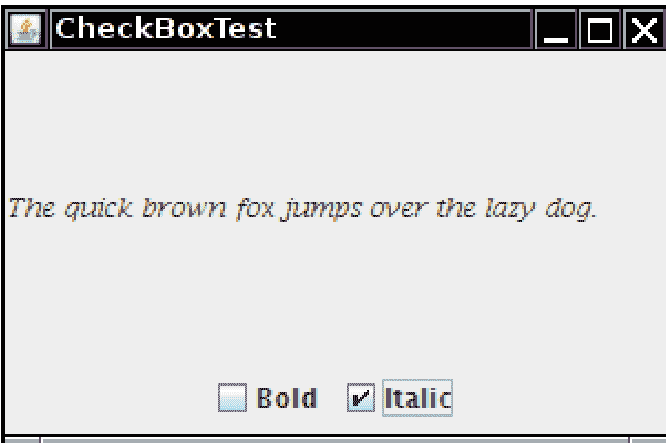 CheckBoxTest
The quick brown fox jumps over the lazy dog.
Bold Italic